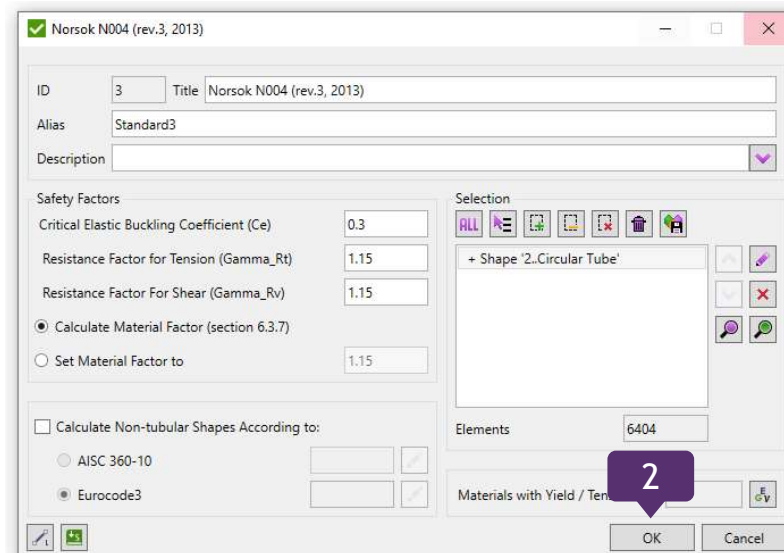 Norsok N004 (rev.3, 2013)
ID 3 Title Norsok N004 (rev.3, 2013)
Alias Standard3
Description
Safety Factors
Critical Elastic Buckling Coefficient (Ce) 0.3
Resistance Factor for Tension (Gamma_Rt) 1.15
Resistance Factor For Shear (Gamma_Rv) 1.15
Calculate Material Factor (section 6.3.7)
Set Material Factor to 1.15
Calculate Non-tubular Shapes According to:
AISC 360-10
Eurocode3
Selection
ALL
+ Shape '2..Circular Tube'
Elements 6404
Materials with Yield /
2
OK Cancel